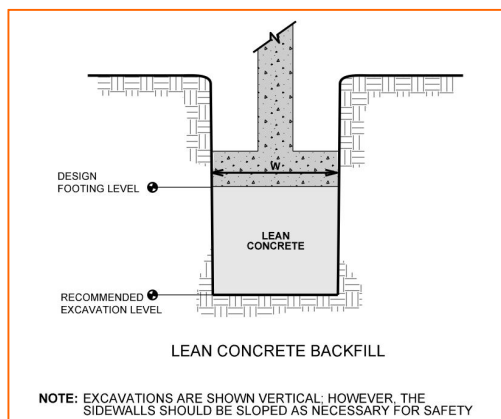 DESIGN
FOOTING LEVEL
W
LEAN
CONCRETE
RECOMMENDED
EXCAVATION LEVEL
LEAN CONCRETE BACKFILL
NOTE: EXCAVATIONS ARE SHOWN VERTICAL; HOWEVER, THE
SIDEWALLS SHOULD BE SLOPED AS NECESSARY FOR SAFETY